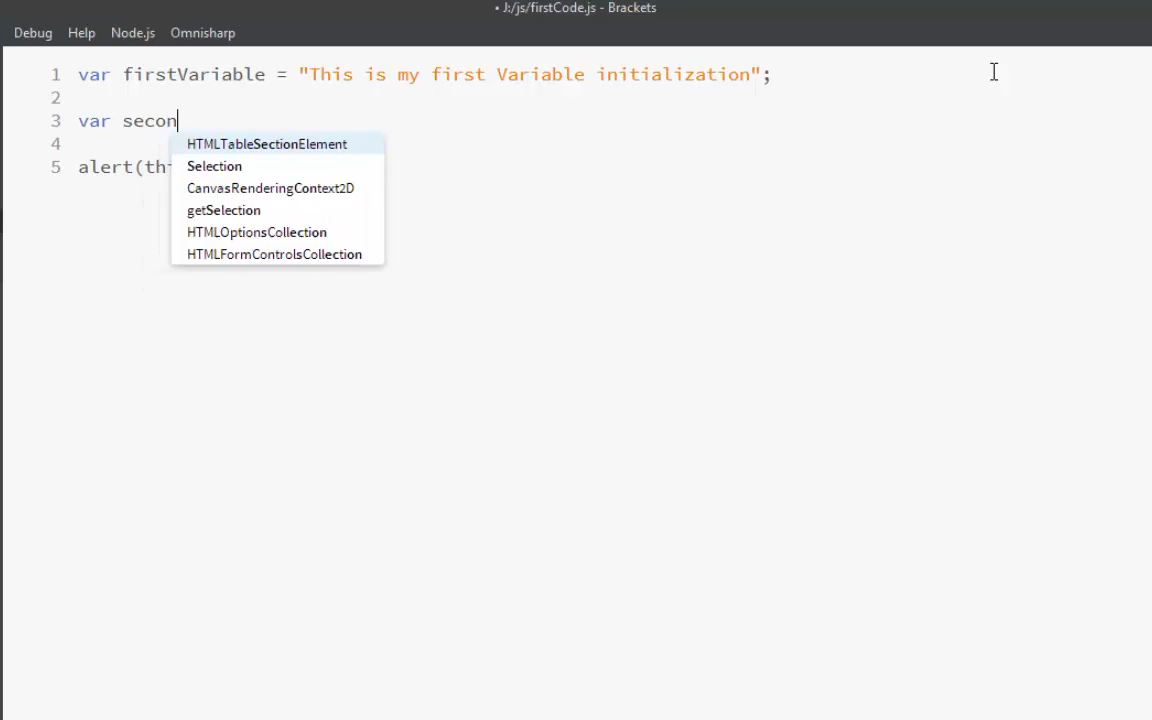 • J:/js/firstCode.js - Brackets
Debug Help Node.js Omnisharp
1 var firstVariable = "This is my first Variable initialization";
2
3 var secon
4
HTMLTableSectionElement
5 alert(th
Selection
CanvasRenderingContext2D
getSelection
HTMLOptionsCollection
HTMLFormControlsCollection